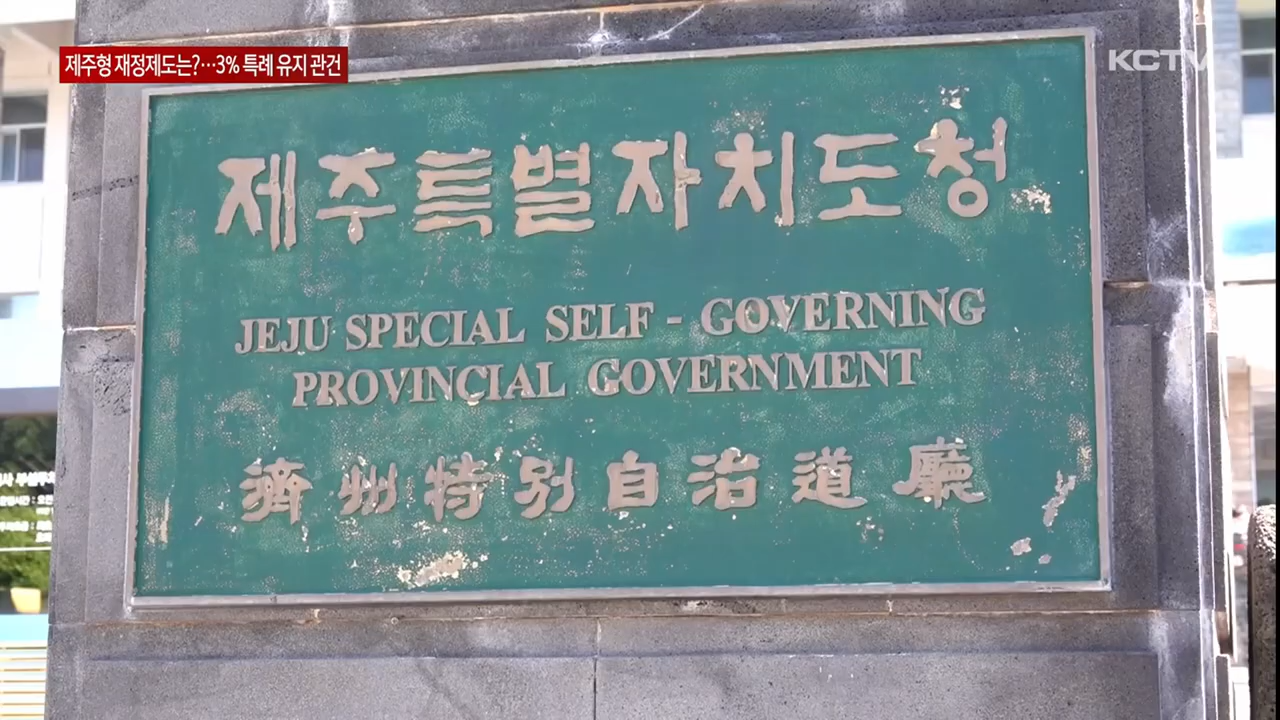 제주형 재정제도는?…3% 특례 유지 관건
KCTV
제주특별자치도청
JEJU SPECIAL SELF - GOVERNING
PROVINCIAL GOVERNMENT
濟州特別自治道廳